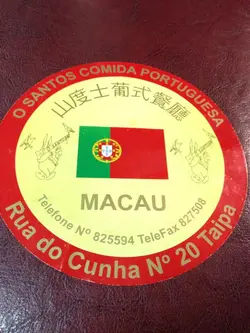 O SANTOS COMIDA PORTUGUESA
山度士葡式餐廳
MACAU
Telefone Nº 825594 TeleFax 827508
Rua do Cunha Nº 20 Taipa